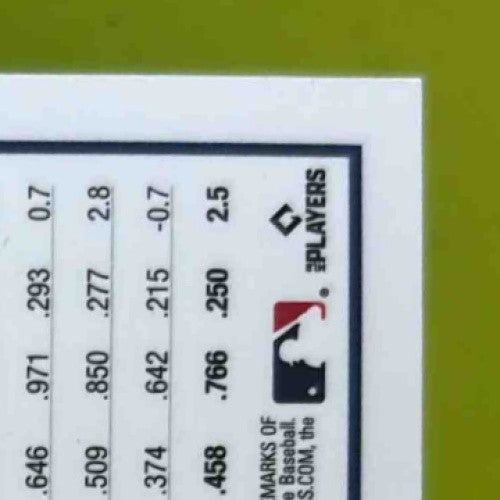 .646 .971 .293 0.7
.509 .850 .277 2.8
.374 .642 .215 -0.7
.458 .766 .250 2.5
MLB PLAYERS
®
MARKS OF
Baseball.
.COM, the